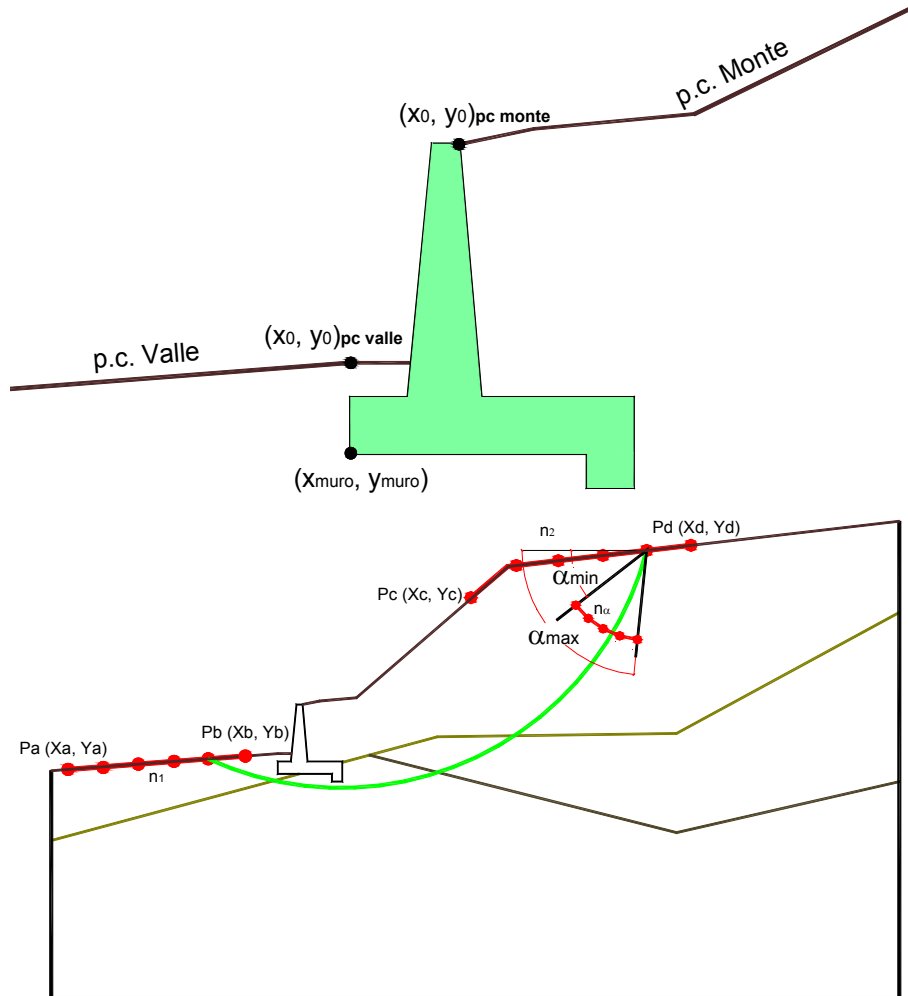 p.c. Monte
(x0, y0)pc monte
(x0, y0)pc valle
p.c. Valle
(xmuro, ymuro)
n2
Pd (Xd, Yd)
αmin
Pc (Xc, Yc)
nα
αmax
Pb (Xb, Yb)
Pa (Xa, Ya)
n1